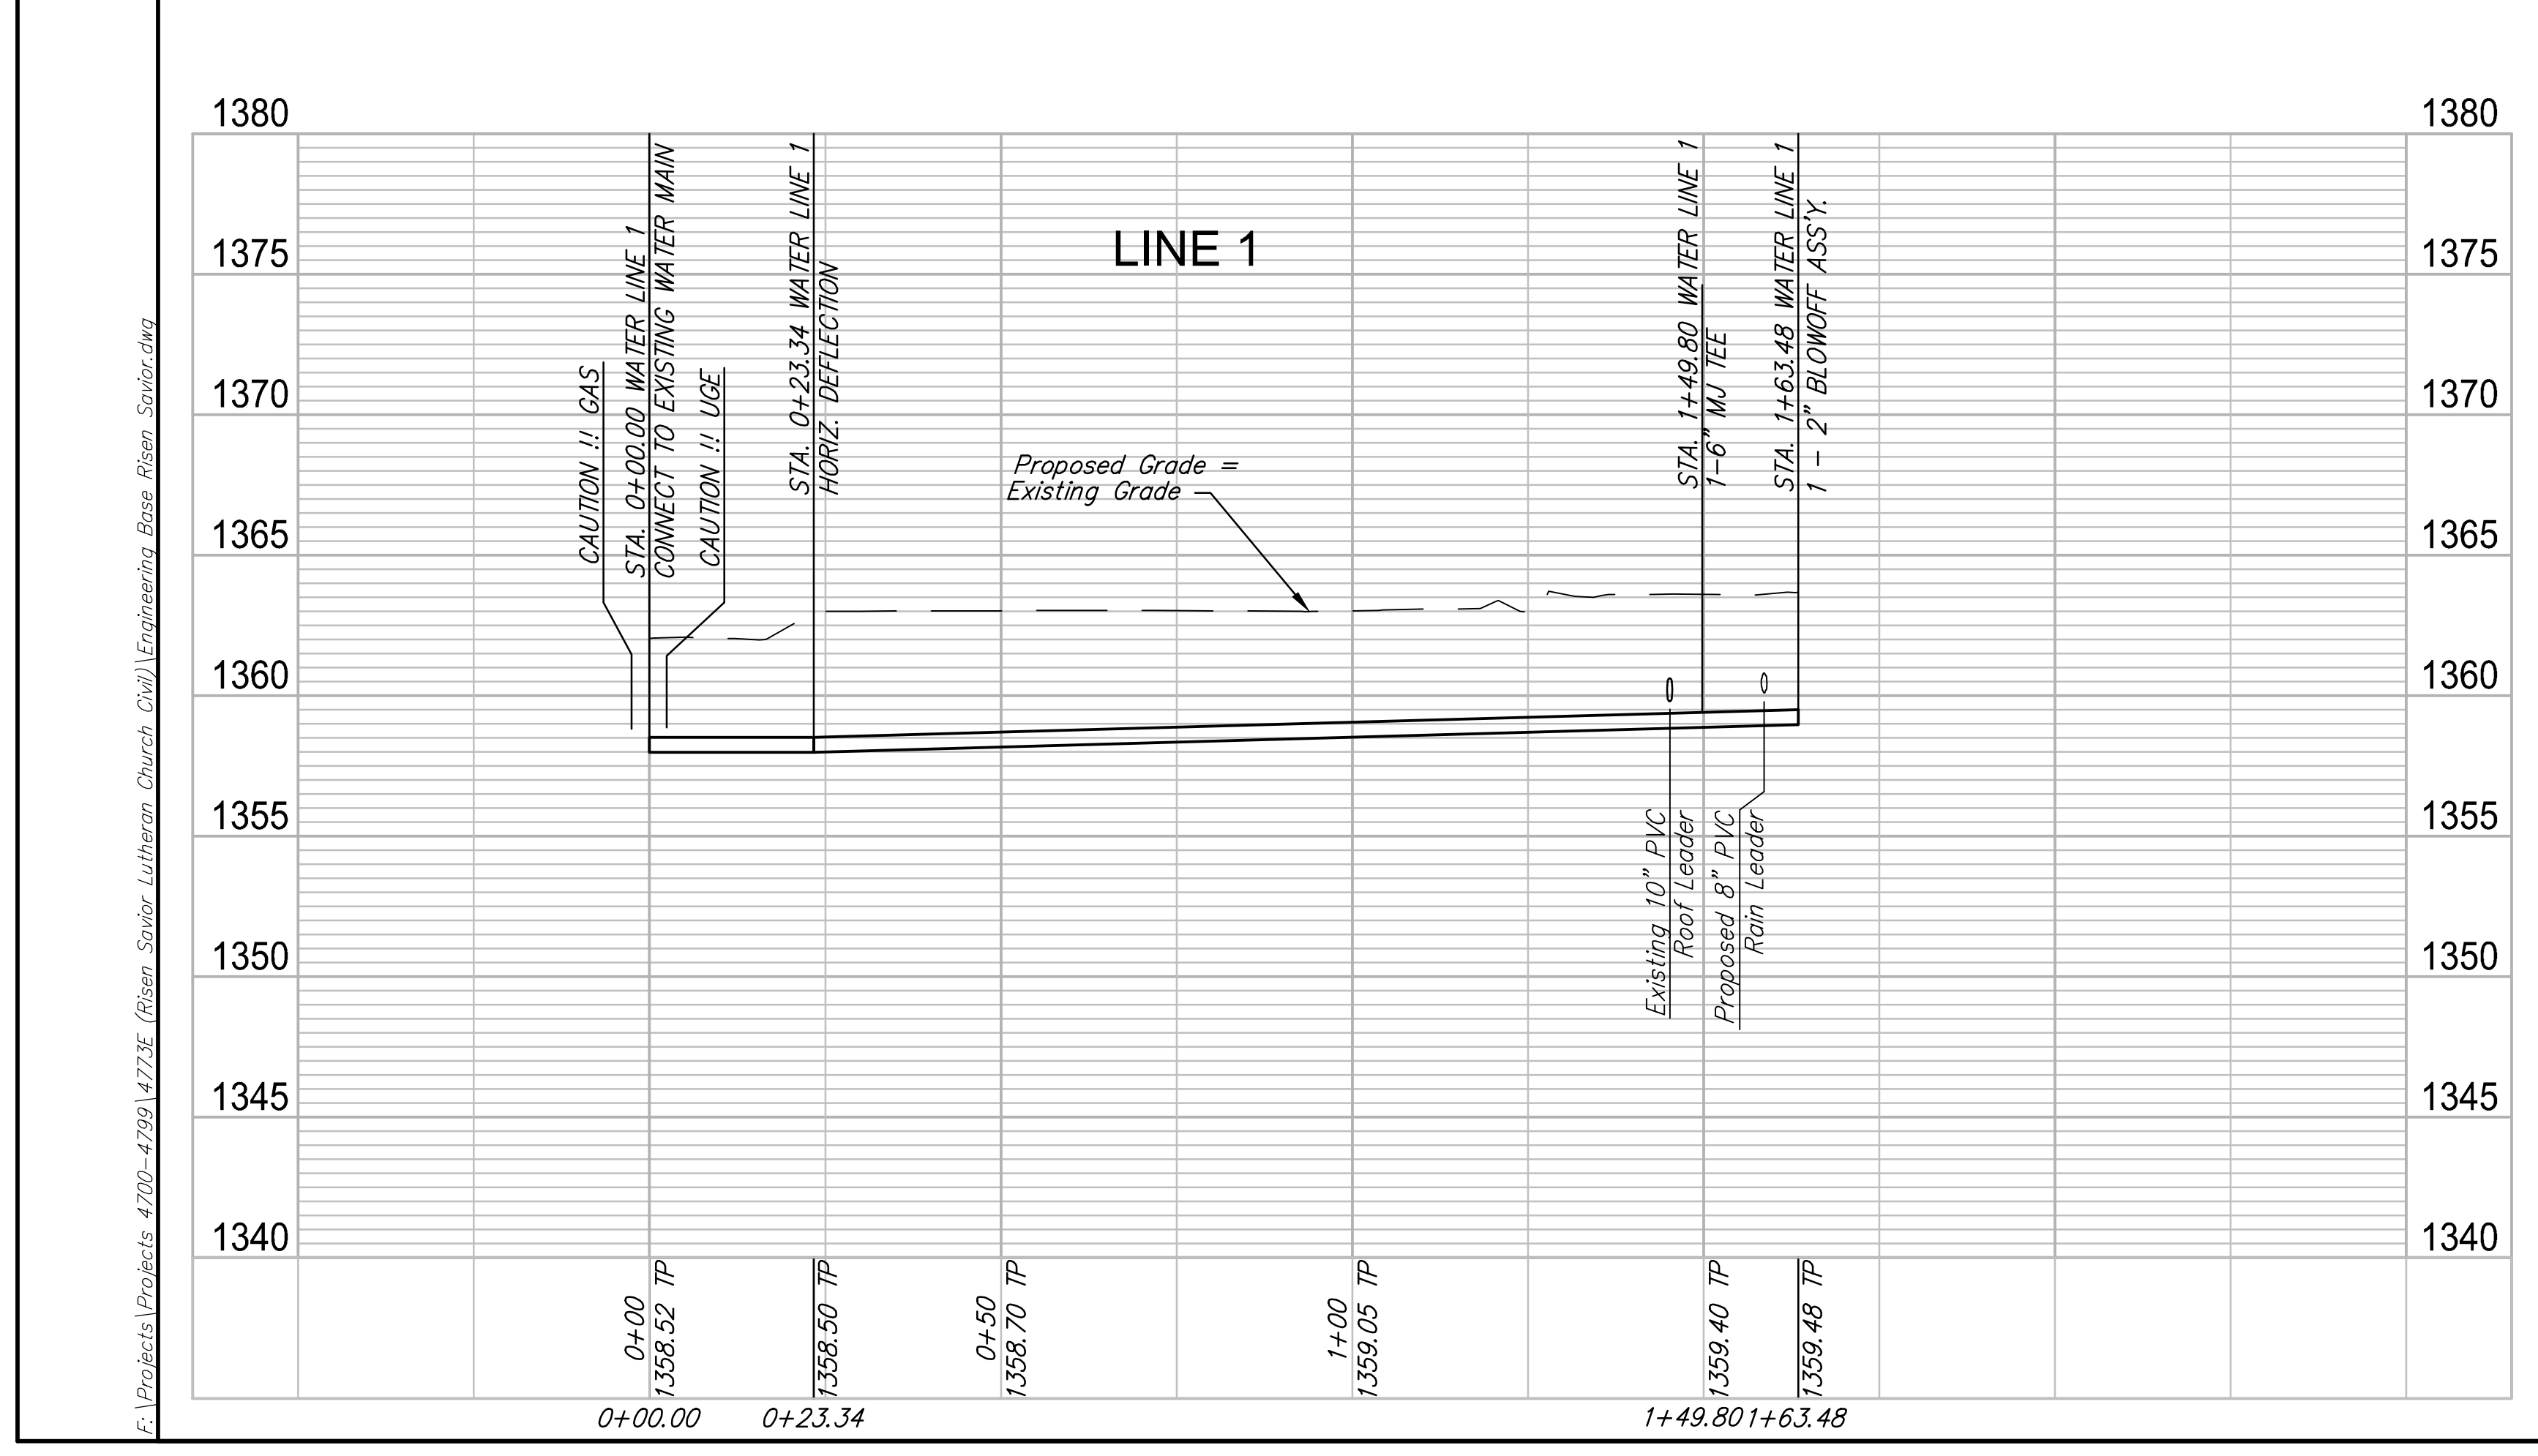 1380
1375
1370
1365
1360
1355
1350
1345
1340
1380
1375
1370
1365
1360
1355
1350
1345
1340
LINE 1
CAUTION !! GAS
STA. 0+00.00 WATER LINE 1
CONNECT TO EXISTING WATER MAIN
CAUTION !! UGE
STA. 0+23.34 WATER LINE 1
HORIZ. DEFLECTION
Proposed Grade =
Existing Grade
STA. 1+49.80 WATER LINE 1
1-6" MJ TEE
STA. 1+63.48 WATER LINE 1
1 - 2" BLOWOFF ASS'Y.
Existing 10" PVC
Roof Leader
Proposed 8" PVC
Rain Leader
0+00
1358.52 TP
1358.50 TP
0+50
1358.70 TP
1+00
1359.05 TP
1359.40 TP
1359.48 TP
0+00.00
0+23.34
1+49.80
1+63.48
F:\Projects\Projects 4700-4799\4773E (Risen Savior Lutheran Church Civil)\Engineering Base Risen Savior.dwg